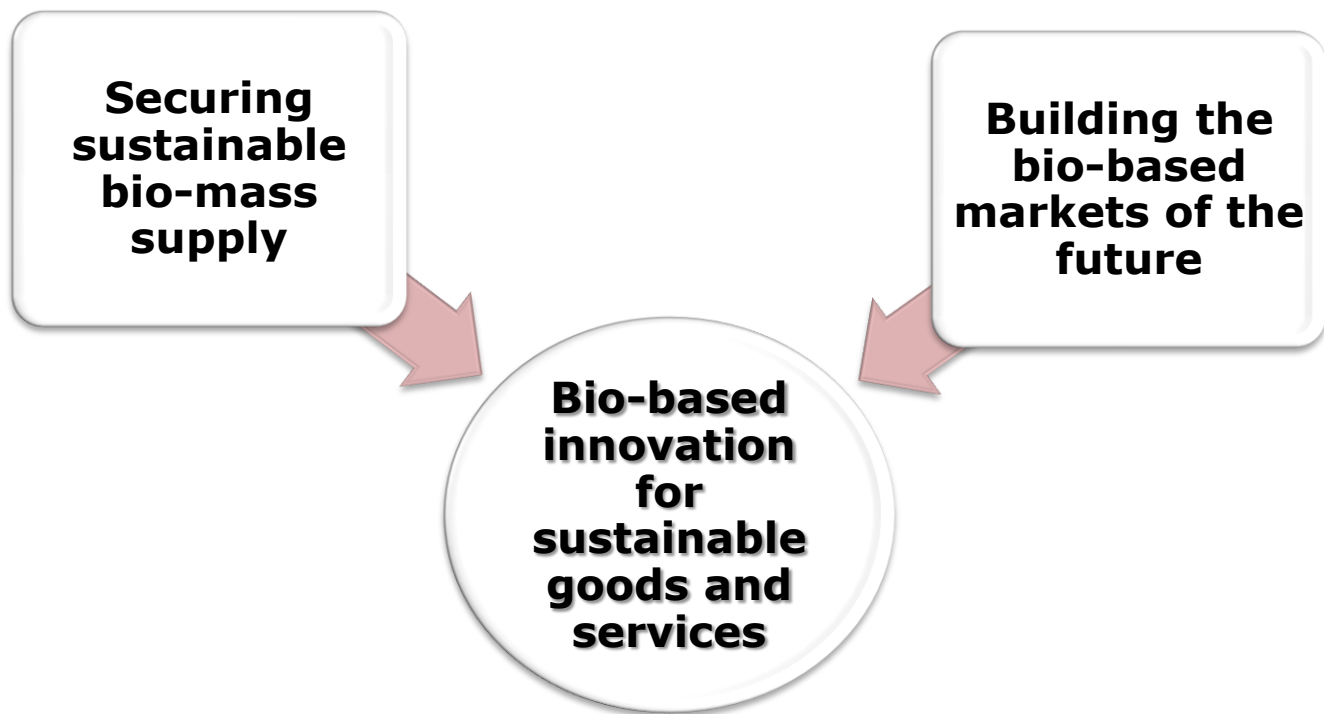 Securing
sustainable
bio-mass
supply
Building the
bio-based
markets of the
future
Bio-based
innovation
for
sustainable
goods and
services